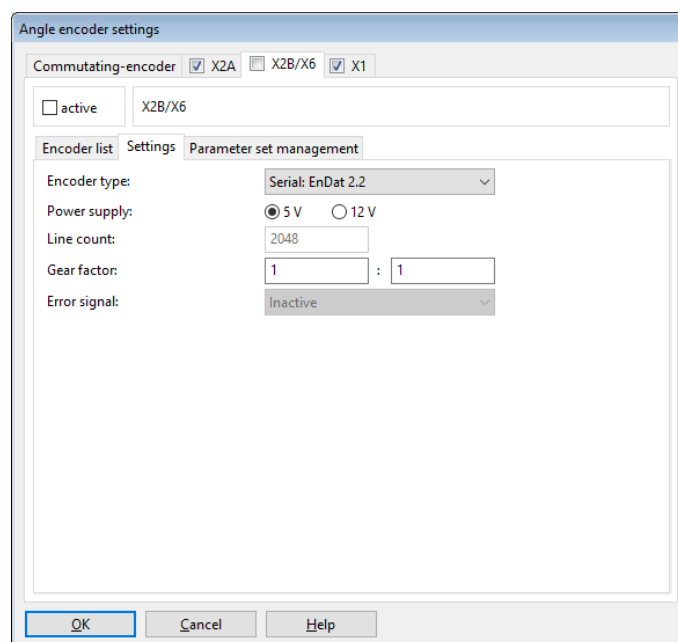 Angle encoder settings
Commutating-encoder X2A X2B/X6 X1
active X2B/X6
Encoder list Settings Parameter set management
Encoder type: Serial: EnDat 2.2
Power supply: 5 V 12 V
Line count: 2048
Gear factor: 1 : 1
Error signal: Inactive
OK Cancel Help